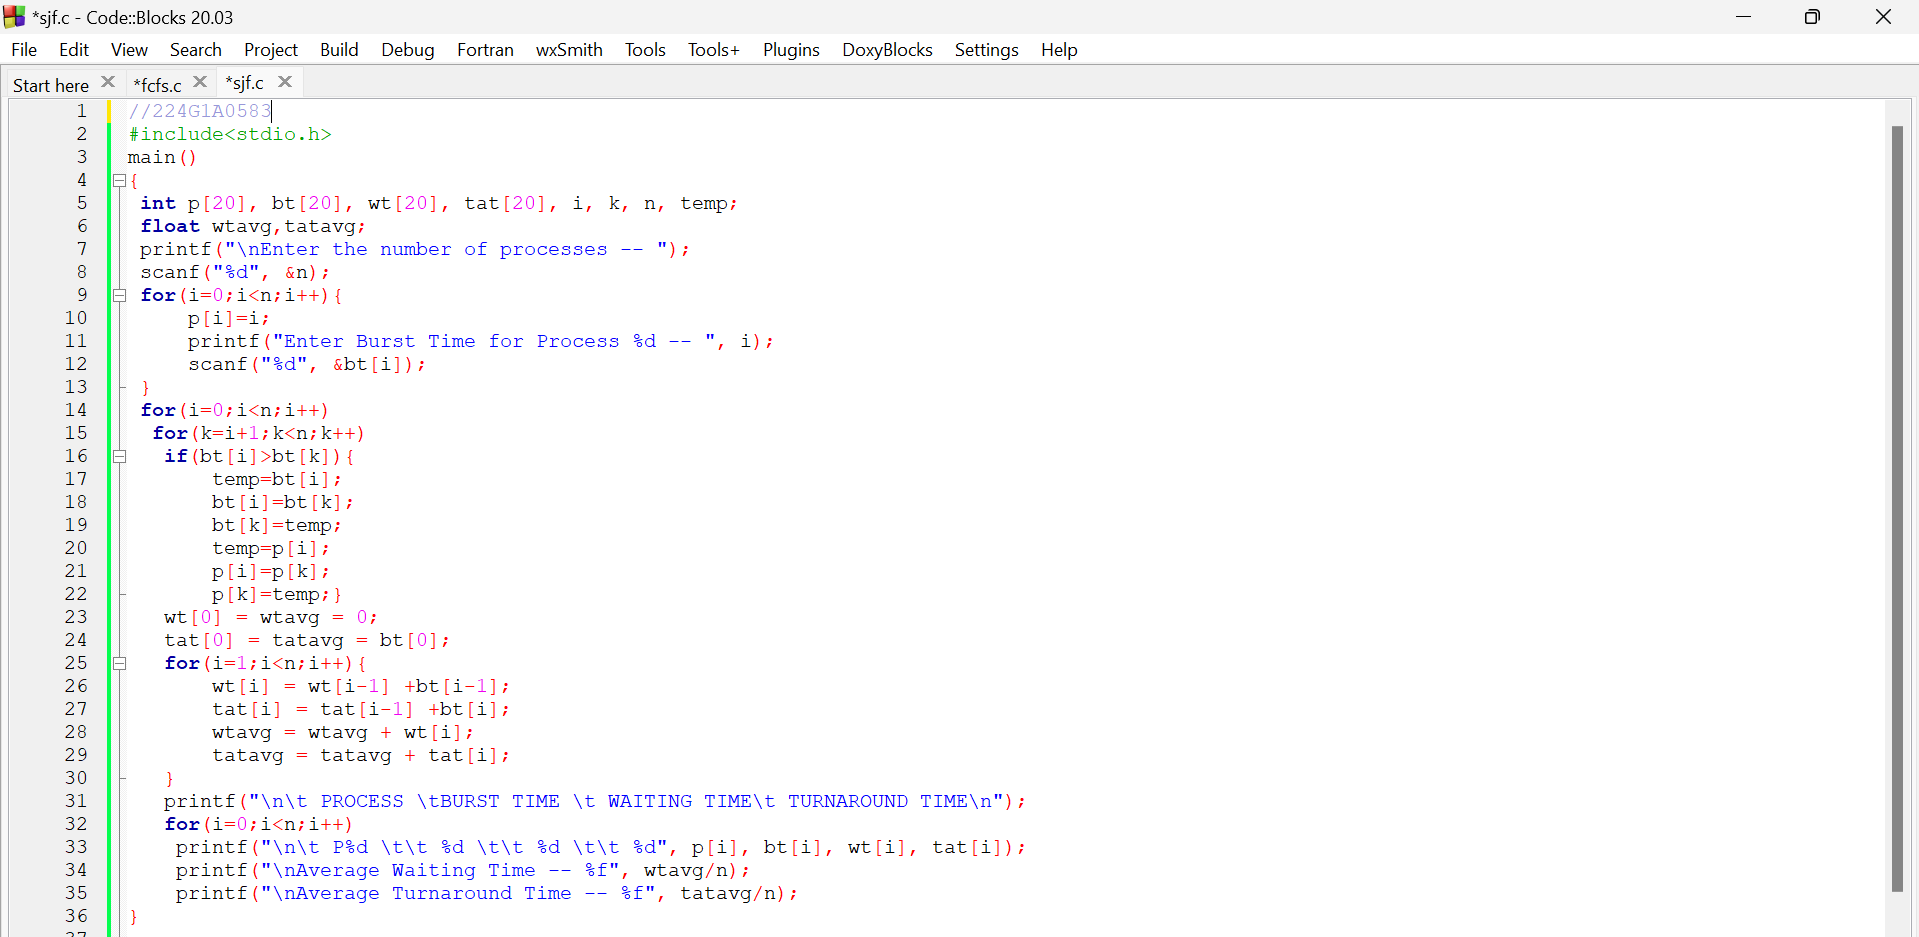 *sjf.c - Code::Blocks 20.03
File Edit View Search Project Build Debug Fortran wxSmith Tools Tools+ Plugins DoxyBlocks Settings Help
Start here *fcfs.c *sjf.c
1 //224G1A0583
2 #include<stdio.h>
3 main()
4 {
5 int p[20], bt[20], wt[20], tat[20], i, k, n, temp;
6 float wtavg,tatavg;
7 printf("\nEnter the number of processes -- ");
8 scanf("%d", &n);
9 for(i=0;i<n;i++){
10 p[i]=i;
11 printf("Enter Burst Time for Process %d -- ", i);
12 scanf("%d", &bt[i]);
13 }
14 for(i=0;i<n;i++)
15 for(k=i+1;k<n;k++)
16 if(bt[i]>bt[k]){
17 temp=bt[i];
18 bt[i]=bt[k];
19 bt[k]=temp;
20 temp=p[i];
21 p[i]=p[k];
22 p[k]=temp;}
23 wt[0] = wtavg = 0;
24 tat[0] = tatavg = bt[0];
25 for(i=1;i<n;i++){
26 wt[i] = wt[i-1] +bt[i-1];
27 tat[i] = tat[i-1] +bt[i];
28 wtavg = wtavg + wt[i];
29 tatavg = tatavg + tat[i];
30 }
31 printf("\n\t PROCESS \tBURST TIME \t WAITING TIME\t TURNAROUND TIME\n");
32 for(i=0;i<n;i++)
33 printf("\n\t P%d \t\t %d \t\t %d \t\t %d", p[i], bt[i], wt[i], tat[i]);
34 printf("\nAverage Waiting Time -- %f", wtavg/n);
35 printf("\nAverage Turnaround Time -- %f", tatavg/n);
36 }
37